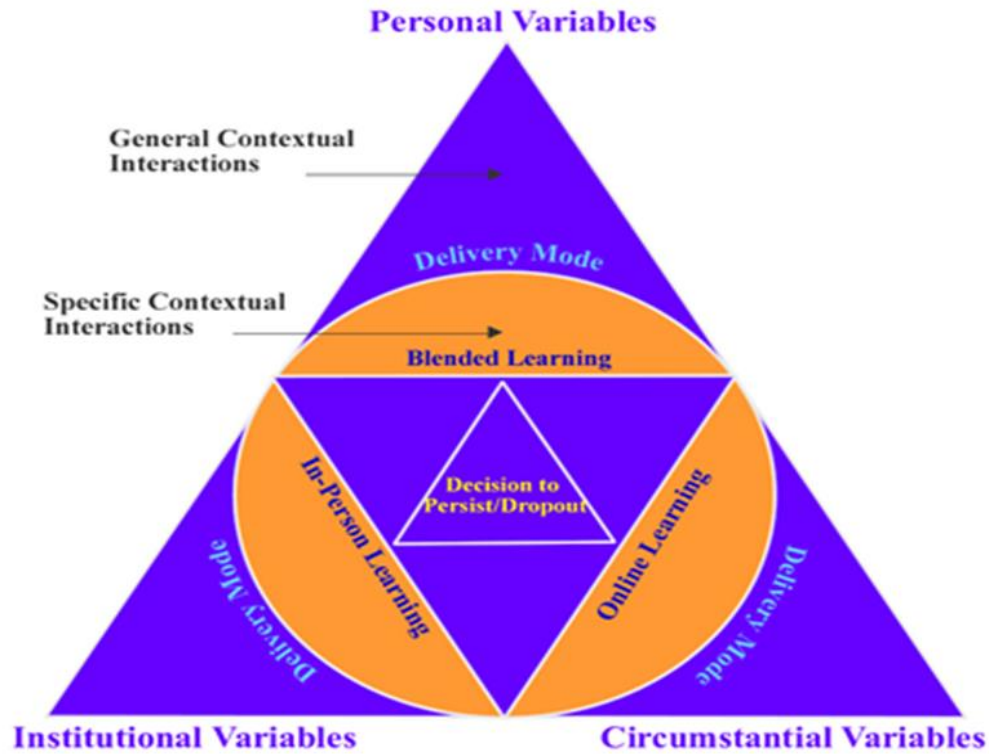 Personal Variables
General Contextual
Interactions
Delivery Mode
Specific Contextual
Interactions
Blended Learning
In-Person Learning
Decision to
Persist/Dropout
Online Learning
Delivery Mode
Delivery Mode
Institutional Variables
Circumstantial Variables